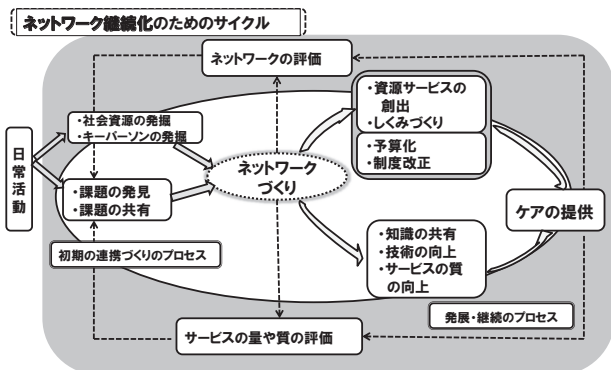 ネットワーク継続化のためのサイクル
ネットワークの評価
・社会資源の発掘
・キーパーソンの発掘
日常活動
・課題の発見
・課題の共有
初期の連携づくりのプロセス
ネットワーク
づくり
・資源サービスの
創出
・しくみづくり
・予算化
・制度改正
・知識の共有
・技術の向上
・サービスの質
の向上
ケアの提供
発展・継続のプロセス
サービスの量や質の評価